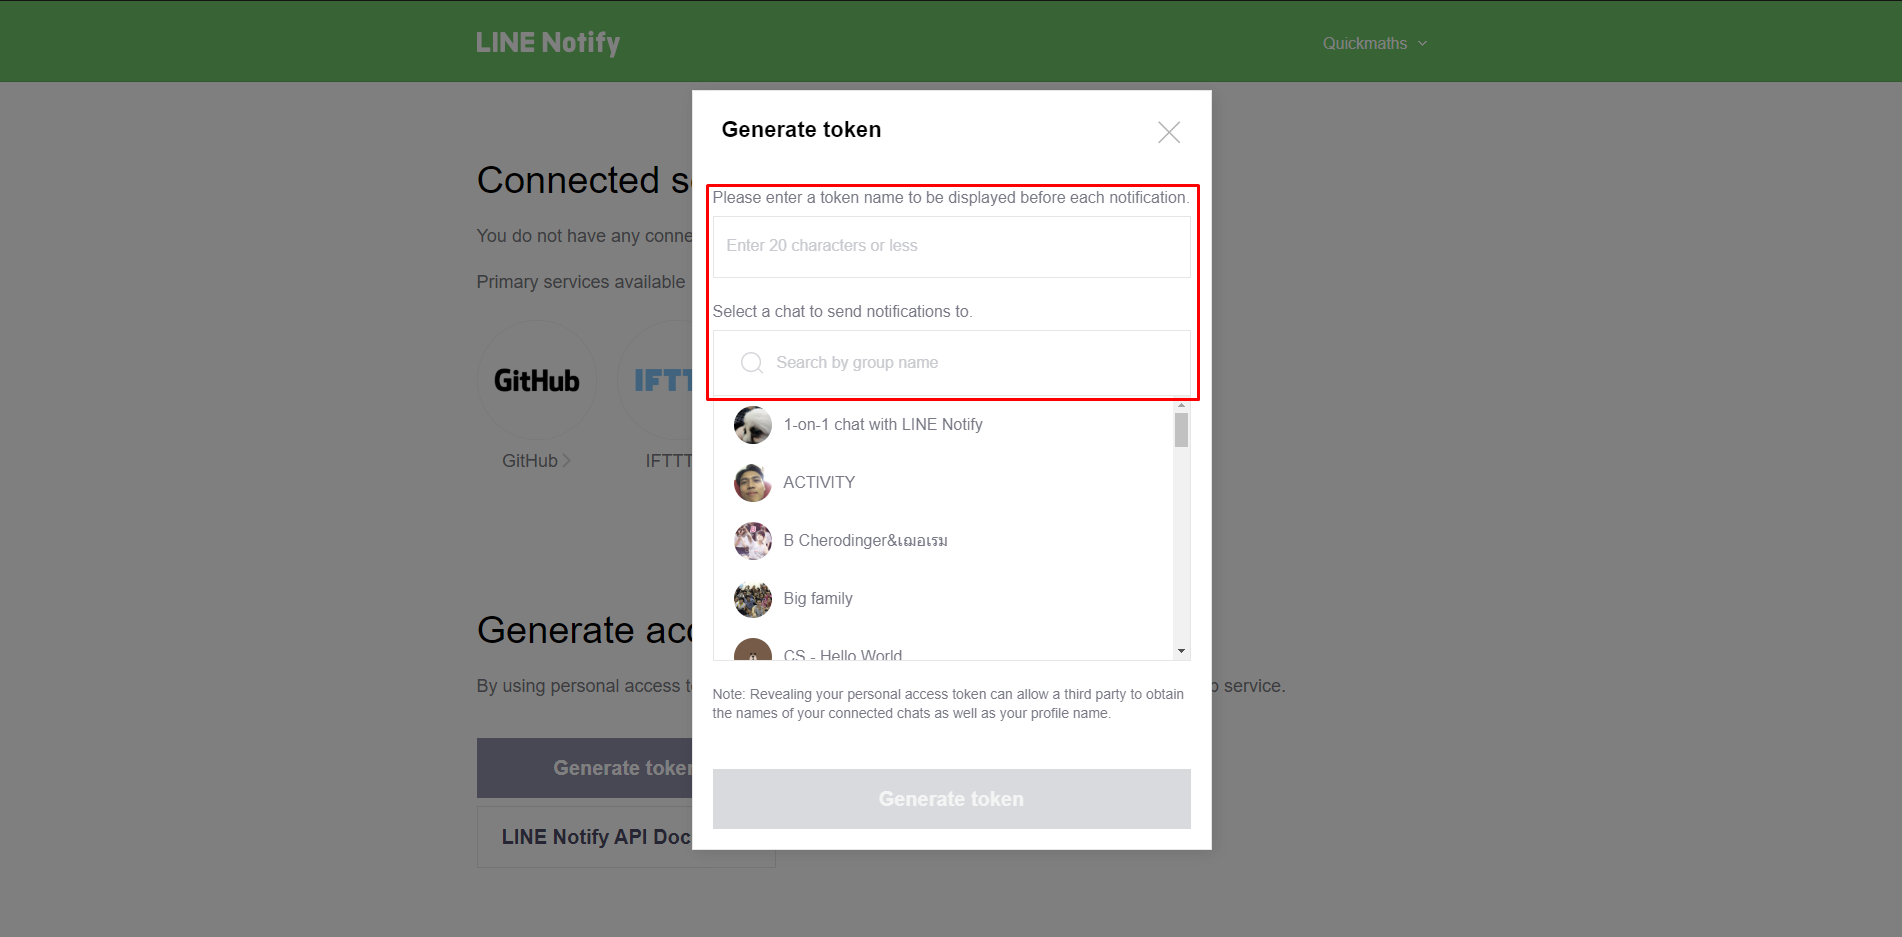 LINE Notify
Quickmaths
Generate token
Connected s
Please enter a token name to be displayed before each notification.
You do not have any conne
Enter 20 characters or less
Primary services available
Select a chat to send notifications to.
Search by group name
GitHub
IFTT
1-on-1 chat with LINE Notify
GitHub
IFTTT
ACTIVITY
B Cherodinger&เฌอเรม
Big family
Generate acc
CS - Hello World
By using personal access t
service.
Note: Revealing your personal access token can allow a third party to obtain
the names of your connected chats as well as your profile name.
Generate token
Generate token
LINE Notify API Doc